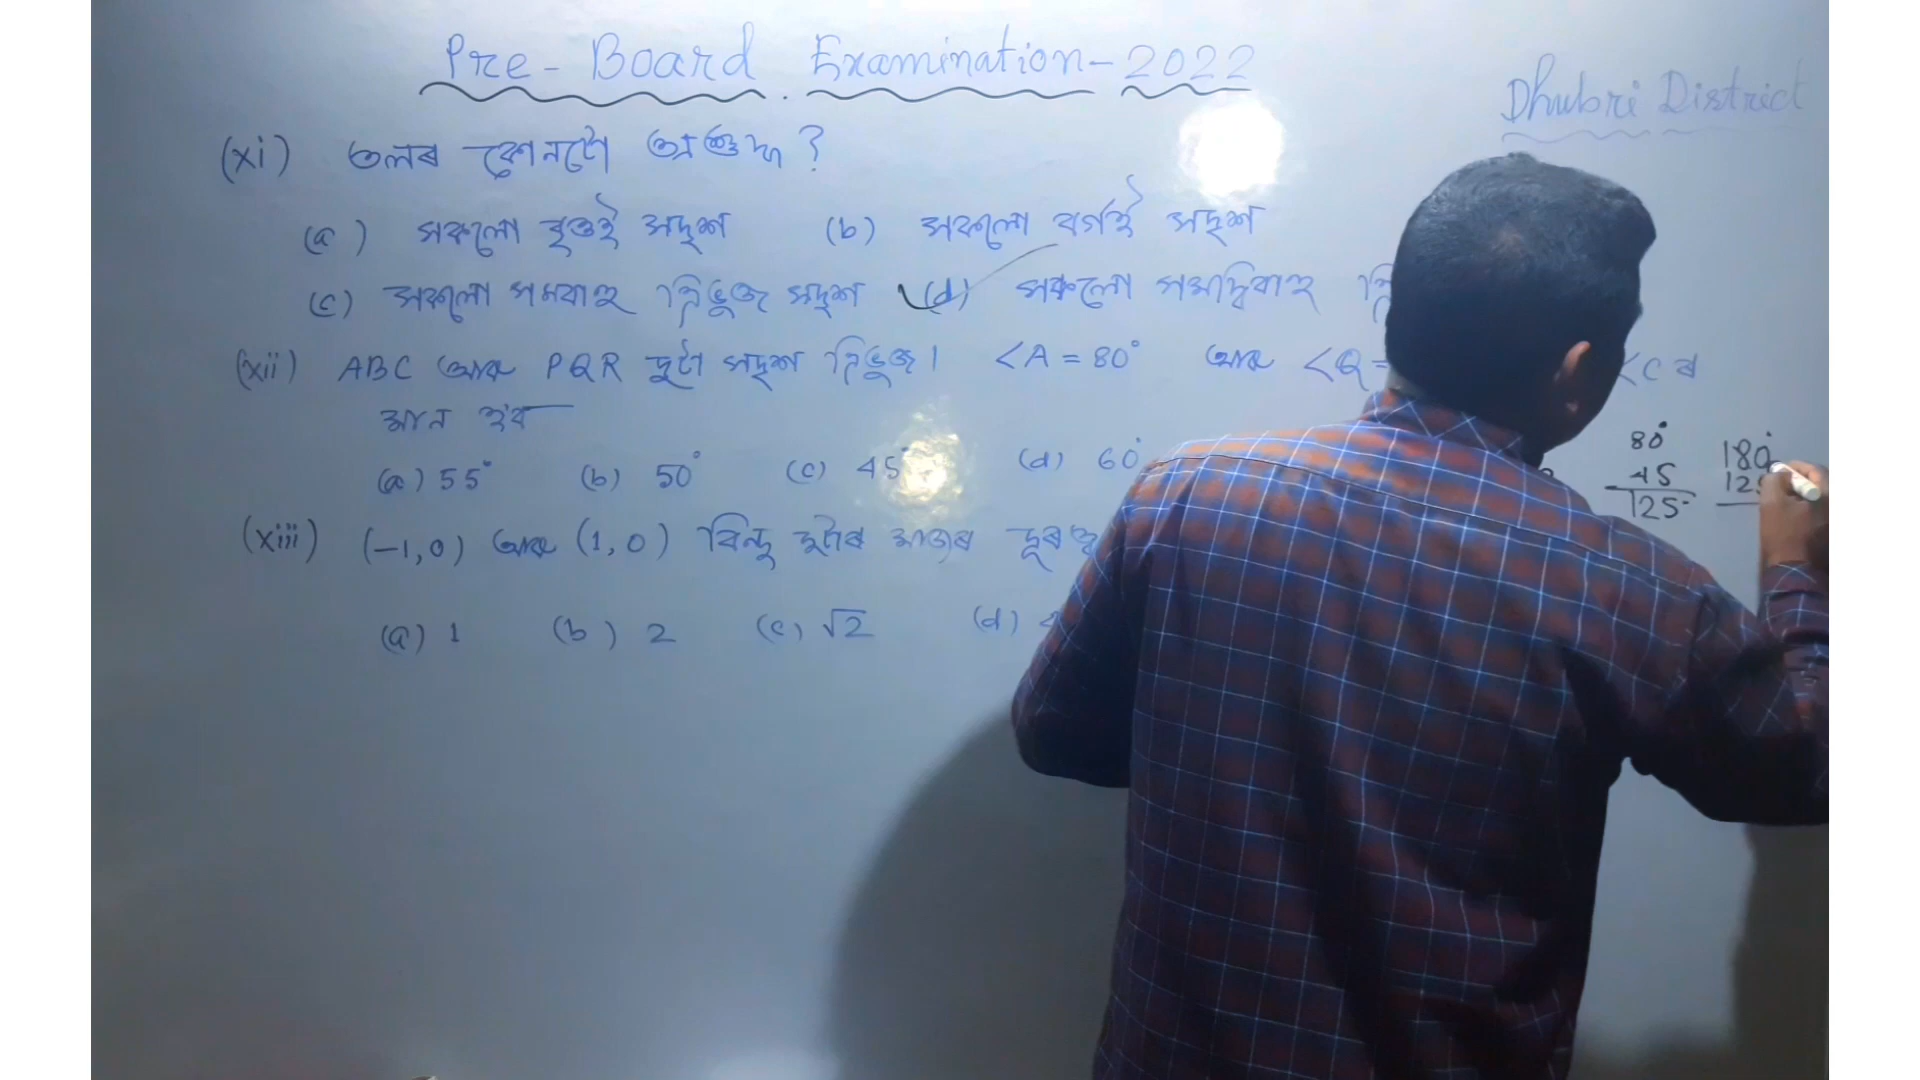 Pre-Board Examination-2022
Dhubri District
(xi) তলৰ কোনটো অশুদ্ধ ?
(a) সকলো বৃত্তই সদৃশ (b) সকলো বৰ্গই সদৃশ
(c) সকলো সমবাহু ত্ৰিভুজ সদৃশ (d) সকলো সমদ্বিবাহু
(xii) ABC আৰু PQR দুটা সদৃশ ত্ৰিভুজ। <A = 80° আৰু <Q = <C ৰ
মান হ'ব
(a) 55° (b) 50° (c) 45° (d) 60°
80°
45
125°
180°
(xiii) (-1,0) আৰু (1,0) বিন্দু দুটাৰ মাজৰ দূৰত্ব
(a) 1 (b) 2 (c) √2 (d)